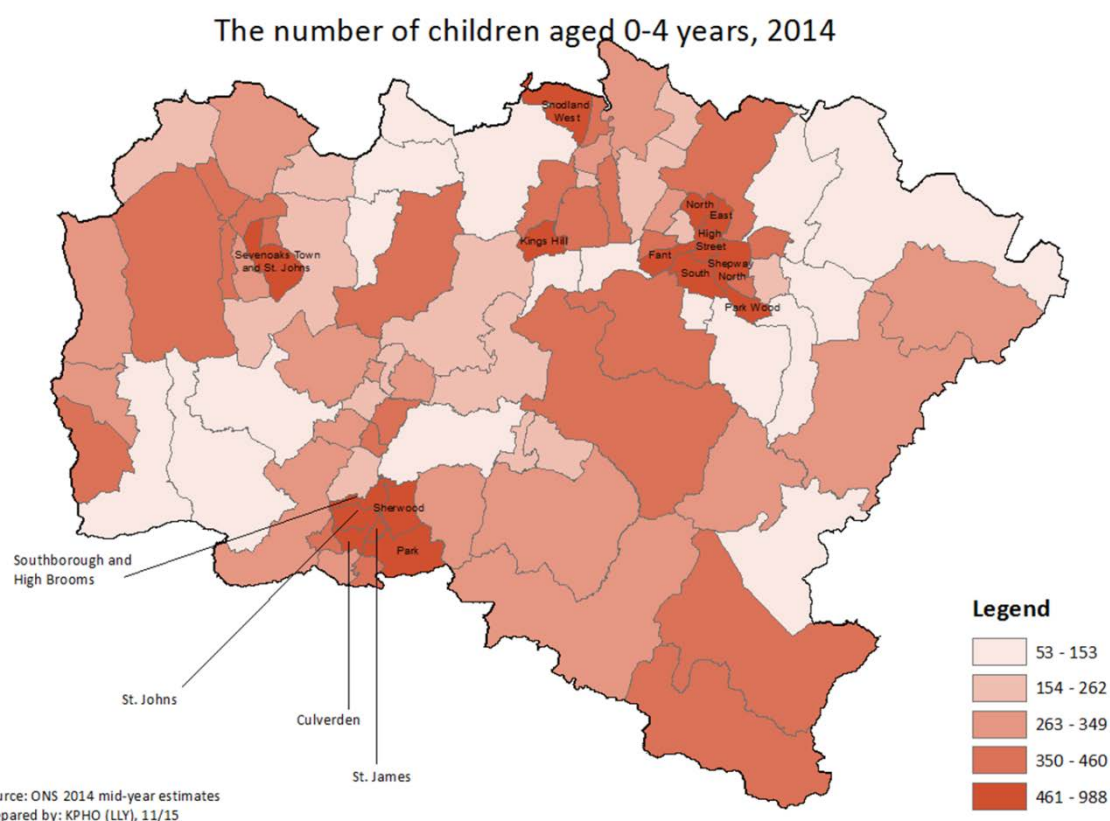 The number of children aged 0-4 years, 2014
Snodland
West
North
East
High
Street
Kings Hill
Fant
Shepway
North
South
Park Wood
Sevenoaks Town
and St. Johns
Sherwood
Park
Southborough and
High Brooms
St. Johns
Culverden
St. James
Legend
53 - 153
154 - 262
263 - 349
350 - 460
461 - 988
urce: ONS 2014 mid-year estimates
epared by: KPHO (LLY), 11/15